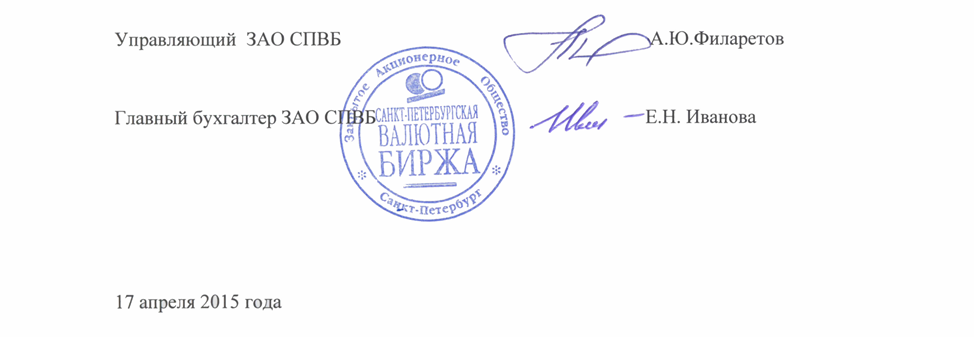 Управляющий ЗАО СПВБ А.Ю.Филаретов
Закрытое Акционерное Общество
Главный бухгалтер ЗАО СПВБ Е.Н. Иванова
САНКТ-ПЕТЕРБУРГСКАЯ
ВАЛЮТНАЯ
БИРЖА
Санкт-Петербург
17 апреля 2015 года